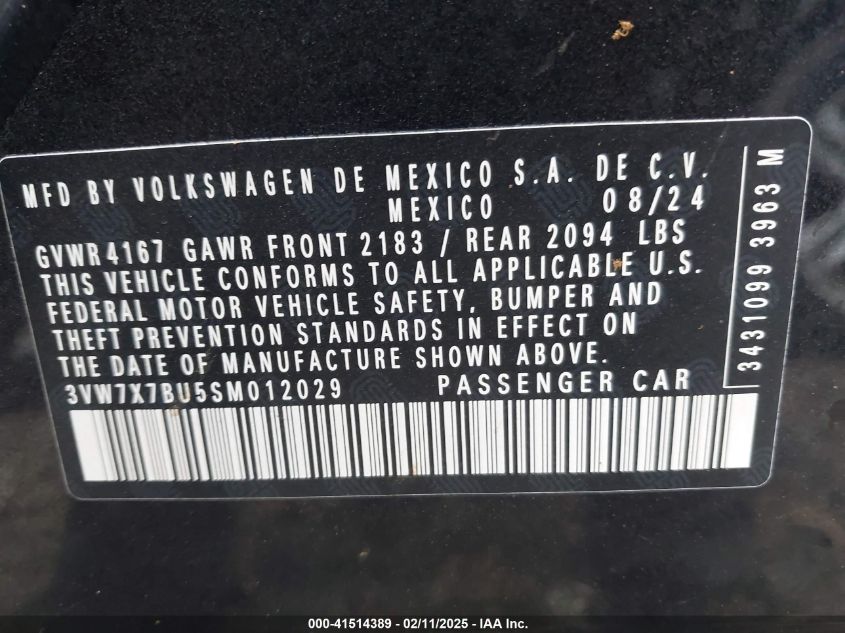 MFD BY VOLKSWAGEN DE MEXICO S.A. DE C.V.
MEXICO 08/24
GVWR 4167 GAWR FRONT 2183 / REAR 2094 LBS
THIS VEHICLE CONFORMS TO ALL APPLICABLE U.S.
FEDERAL MOTOR VEHICLE SAFETY, BUMPER AND
THEFT PREVENTION STANDARDS IN EFFECT ON
THE DATE OF MANUFACTURE SHOWN ABOVE.
3VW7X7BU5SM012029 PASSENGER CAR
3431099 3963 M
000-41514389 - 02/11/2025 - IAA Inc.